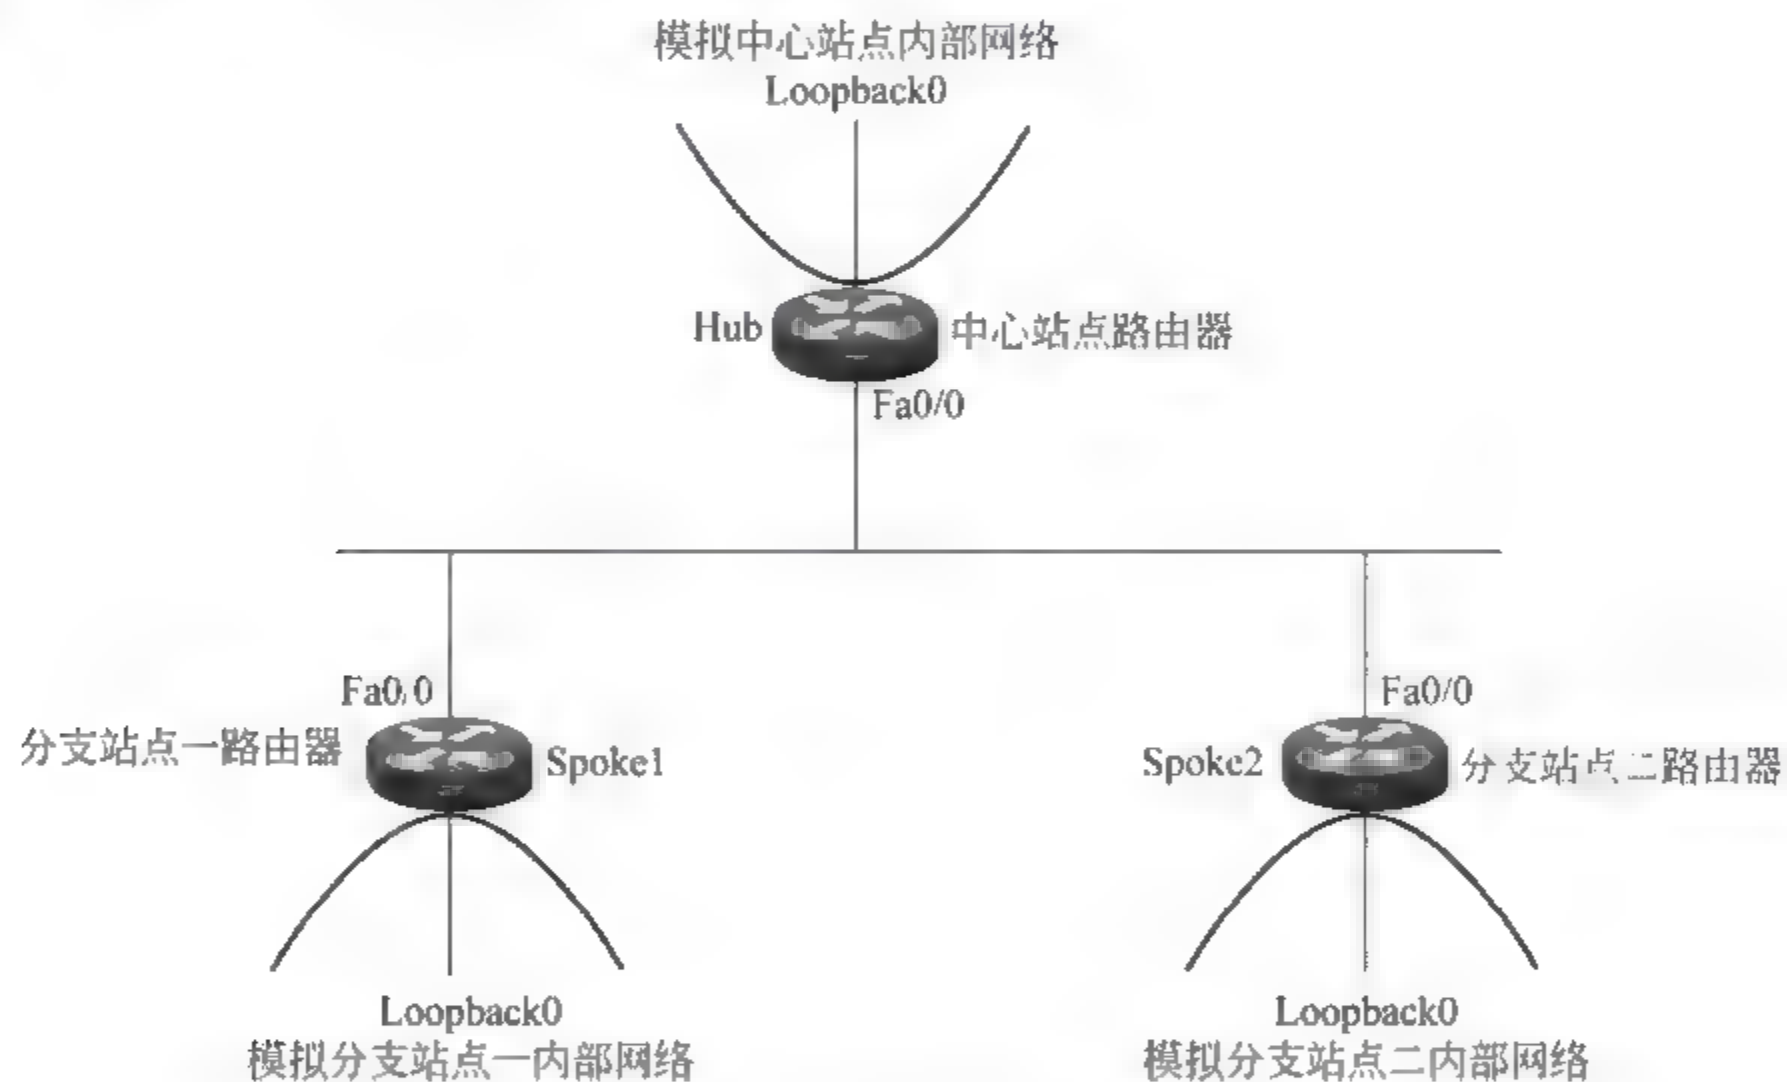 模拟中心站点内部网络
Loopback0
Hub
中心站点路由器
Fa0/0
Fa0/0
Fa0/0
分支站点一路由器
Spoke1
Spoke2
分支站点二路由器
Loopback0
Loopback0
模拟分支站点一内部网络
模拟分支站点二内部网络